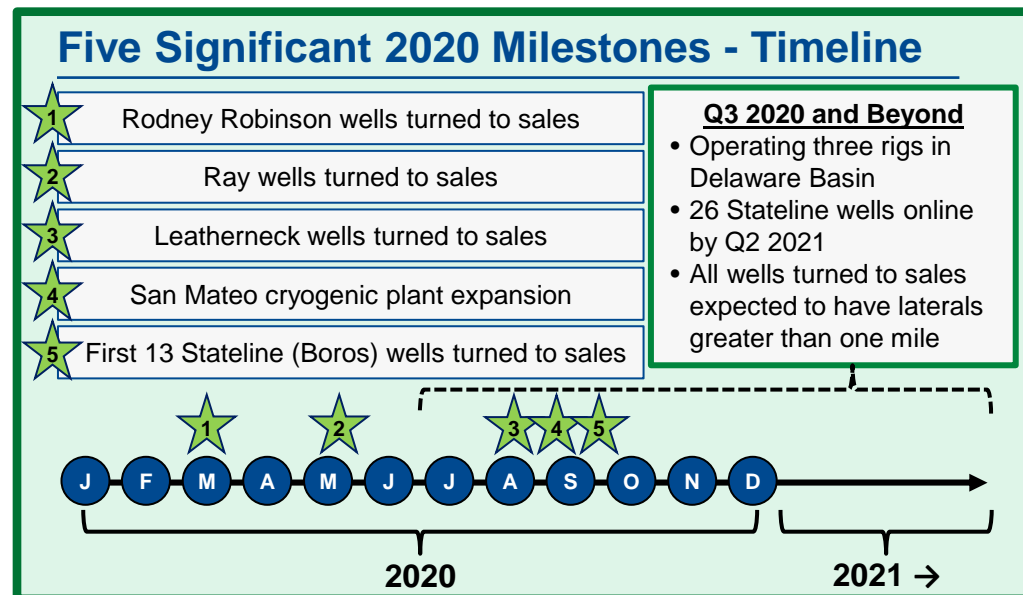 Five Significant 2020 Milestones - Timeline
1 Rodney Robinson wells turned to sales
2 Ray wells turned to sales
3 Leatherneck wells turned to sales
4 San Mateo cryogenic plant expansion
5 First 13 Stateline (Boros) wells turned to sales
Q3 2020 and Beyond
• Operating three rigs in
Delaware Basin
• 26 Stateline wells online
by Q2 2021
• All wells turned to sales
expected to have laterals
greater than one mile
1 2 3 4 5
J F M A M J J A S O N D
2020 2021 →